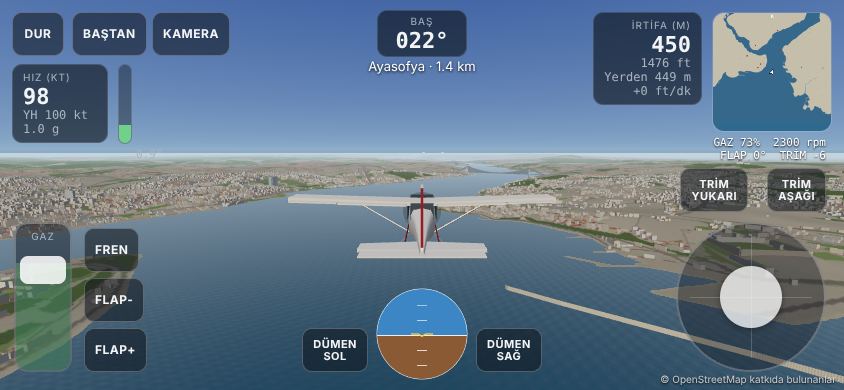 DUR
BAŞTAN
KAMERA
BAŞ
022°
Ayasofya · 1.4 km
İRTİFA (M)
450
1476 ft
Yerden 449 m
+0 ft/dk
HIZ (KT)
98
YH 100 kt
1.0 g
GAZ 73% 2300 rpm
FLAP 0° TRİM -6
TRİM
YUKARI
TRİM
AŞAĞI
GAZ
FREN
FLAP-
FLAP+
DÜMEN
SOL
DÜMEN
SAĞ
© OpenStreetMap katkıda bulunanlar